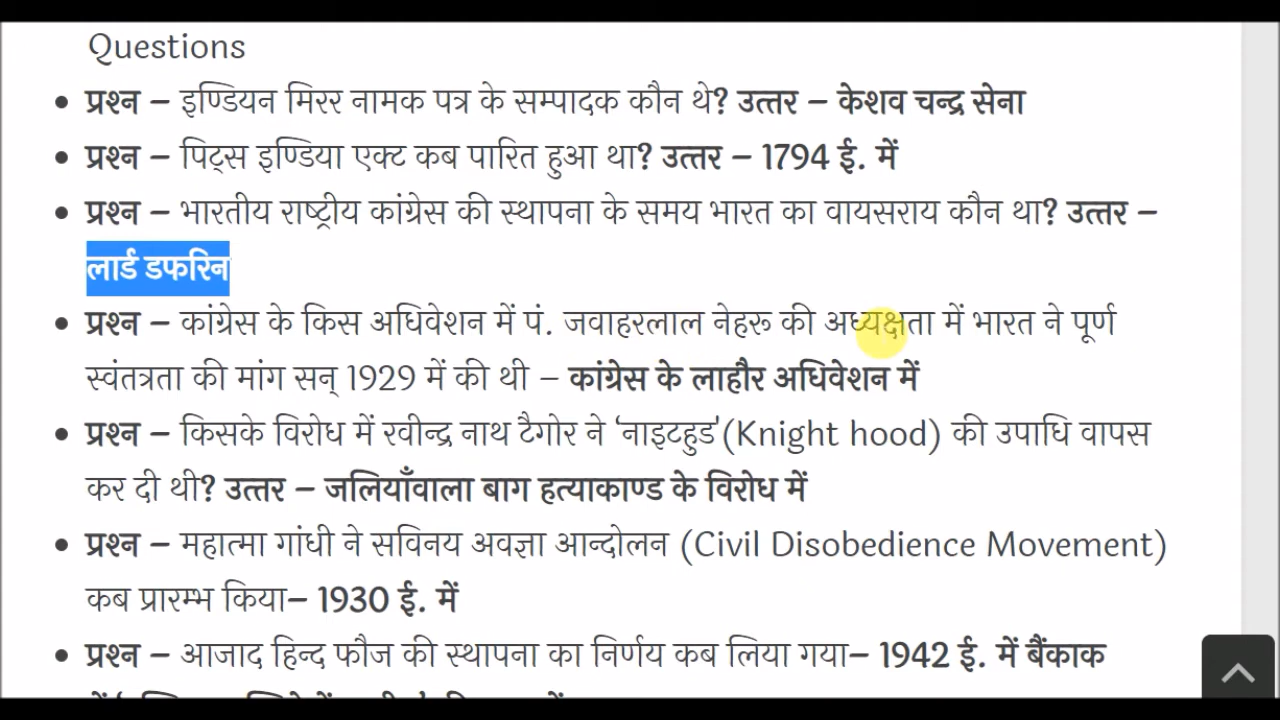 Questions
• प्रश्न – इण्डियन मिरर नामक पत्र के सम्पादक कौन थे? उत्तर – केशव चन्द्र सेना
• प्रश्न – पिट्स इण्डिया एक्ट कब पारित हुआ था? उत्तर – 1794 ई. में
• प्रश्न – भारतीय राष्ट्रीय कांग्रेस की स्थापना के समय भारत का वायसराय कौन था? उत्तर –
लार्ड डफरिन
• प्रश्न – कांग्रेस के किस अधिवेशन में पं. जवाहरलाल नेहरू की अध्यक्षता में भारत ने पूर्ण
स्वंतत्रता की मांग सन् 1929 में की थी – कांग्रेस के लाहौर अधिवेशन में
• प्रश्न – किसके विरोध में रवीन्द्र नाथ टैगोर ने ‘नाइटहुड’(Knight hood) की उपाधि वापस
कर दी थी? उत्तर – जलियाँवाला बाग हत्याकाण्ड के विरोध में
• प्रश्न – महात्मा गांधी ने सविनय अवज्ञा आन्दोलन (Civil Disobedience Movement)
कब प्रारम्भ किया– 1930 ई. में
• प्रश्न – आजाद हिन्द फौज की स्थापना का निर्णय कब लिया गया– 1942 ई. में बैंकाक